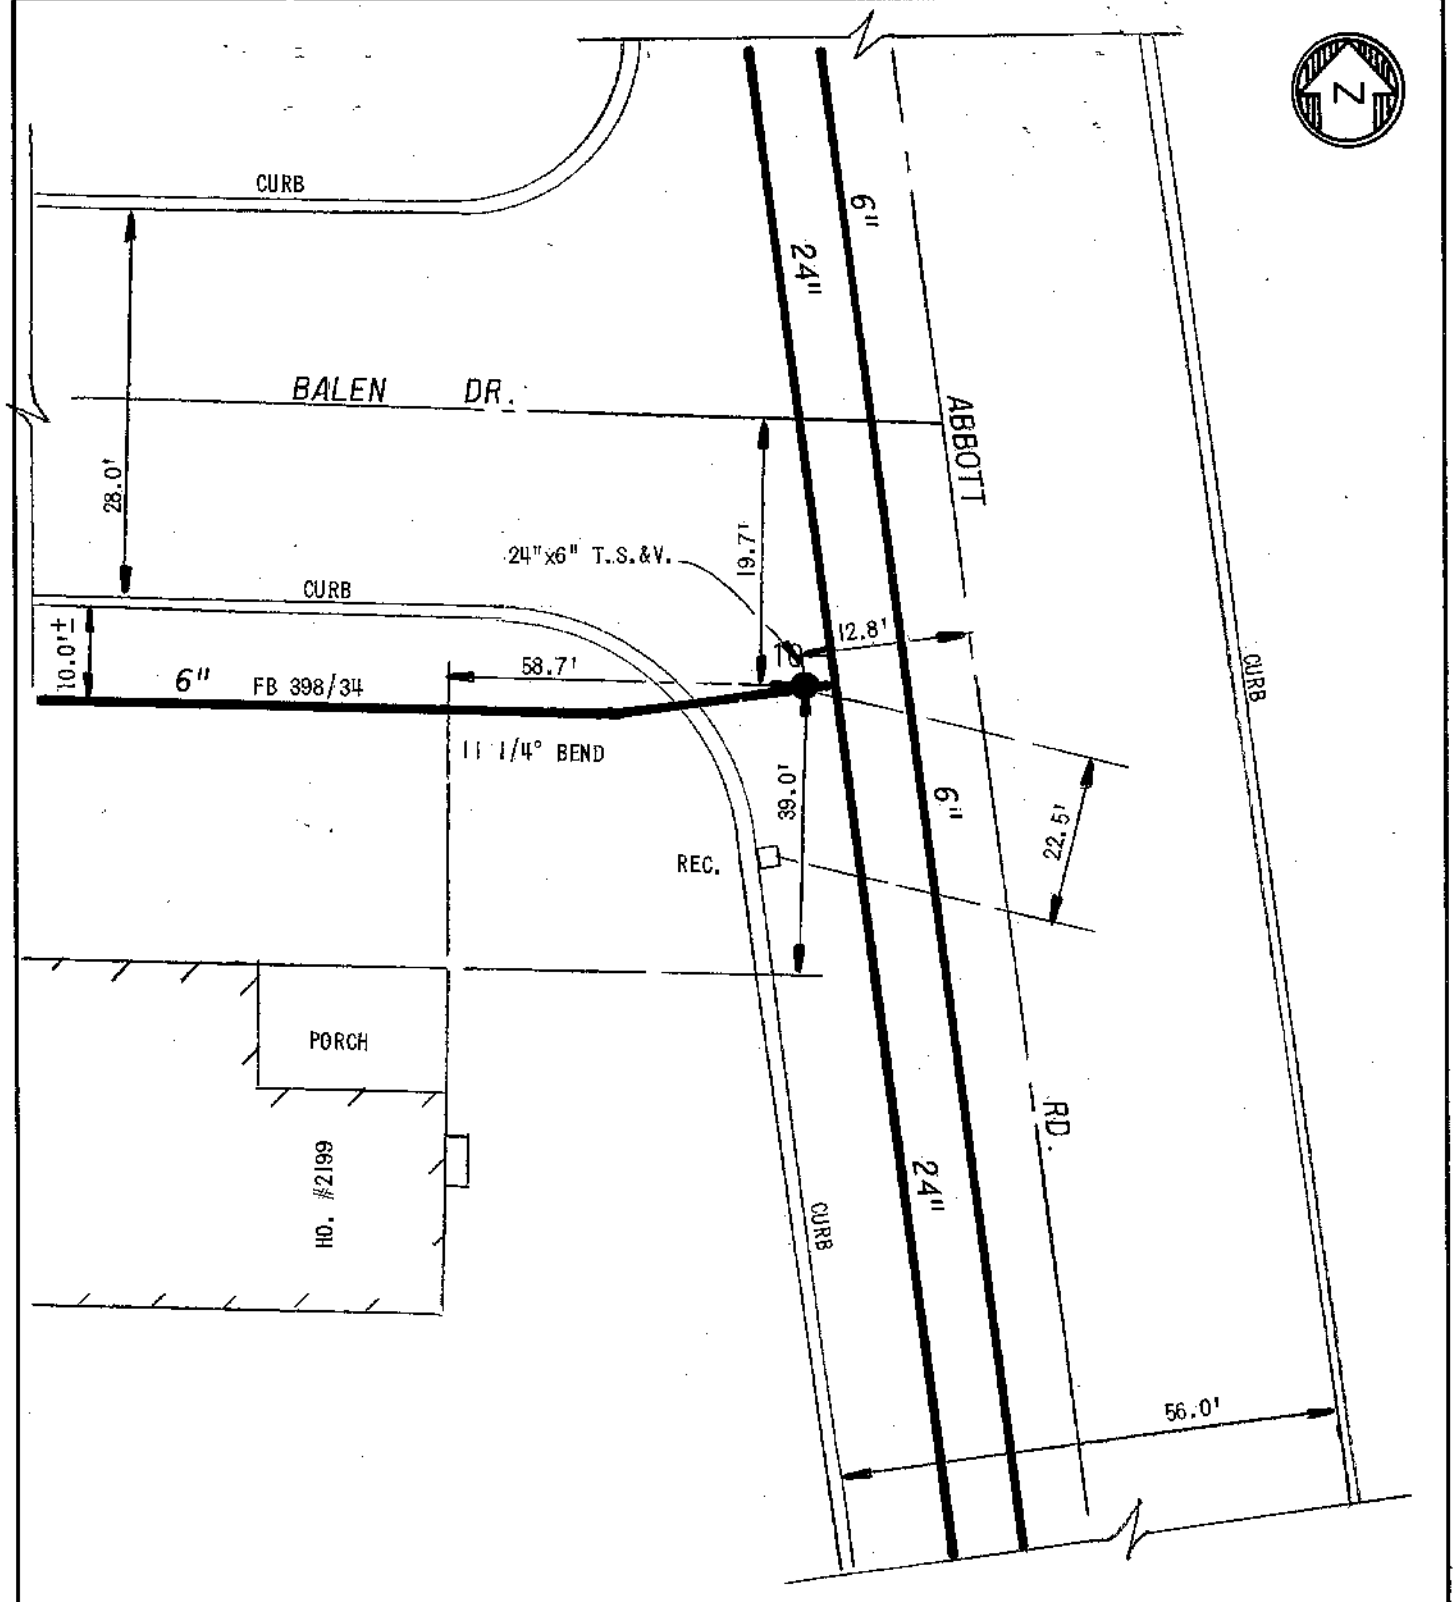 Z
CURB
6"
24"
BALEN DR.
ABBOTT
28.0'
19.7'
24"x6" T.S.&V.
CURB
10.0'±
12.8'
58.7'
6" FB 398/34
CURB
11 1/4° BEND
39.0'
6"
22.5'
REC.
PORCH
RD.
HO. #2199
24"
CURB
56.0'